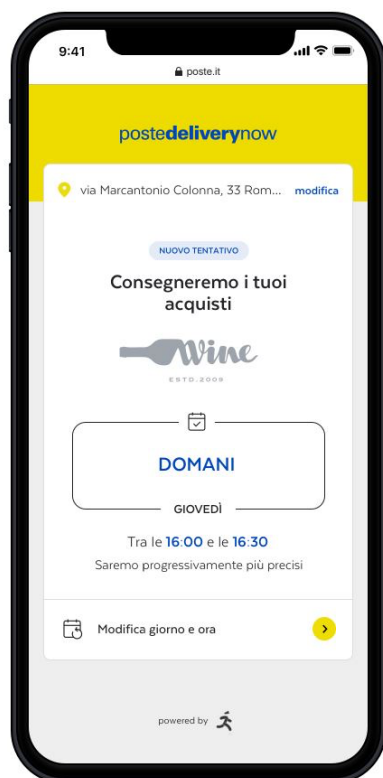 9:41
poste.it
postedeliverynow
via Marcantonio Colonna, 33 Rom... modifica
NUOVO TENTATIVO
Consegneremo i tuoi
acquisti
Wine
ESTD.2009
DOMANI
GIOVEDÌ
Tra le 16:00 e le 16:30
Saremo progressivamente più precisi
Modifica giorno e ora
powered by